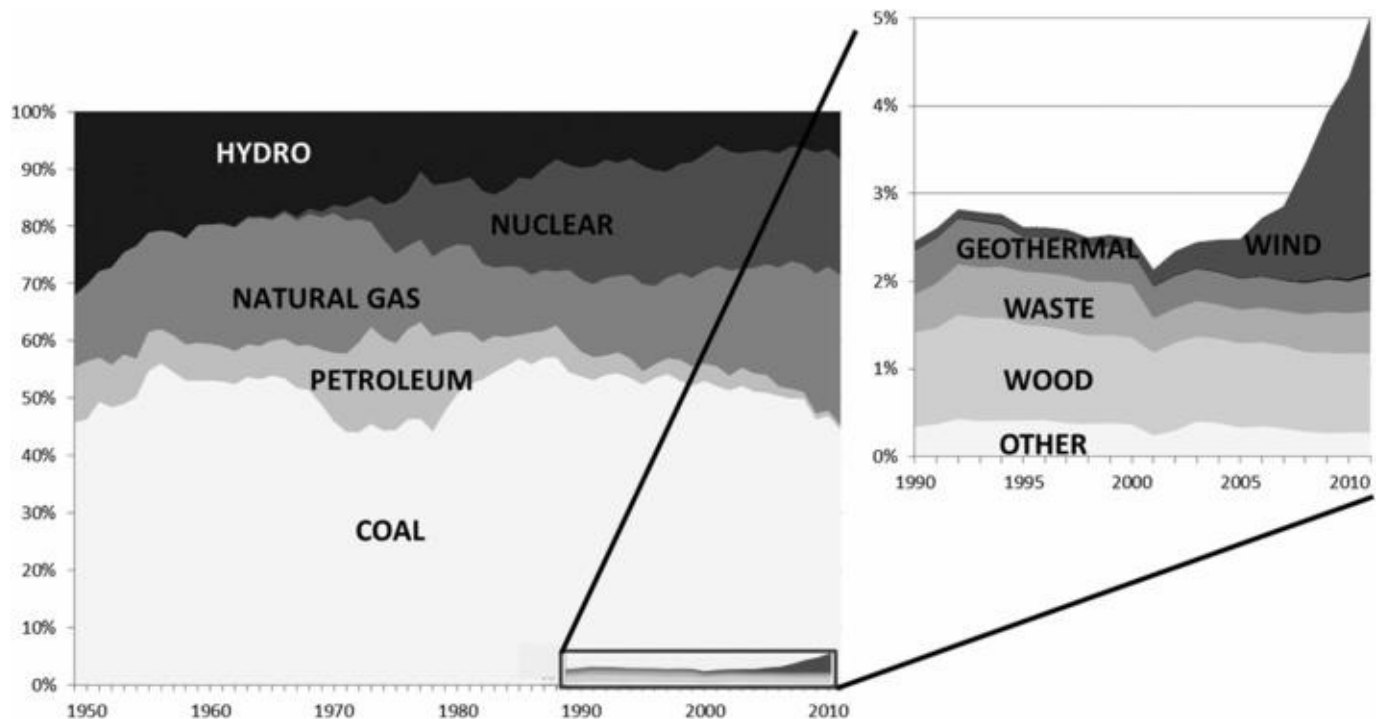 100%
90%
80%
70%
60%
50%
40%
30%
20%
10%
0%
HYDRO
NUCLEAR
NATURAL GAS
PETROLEUM
COAL
1950 1960 1970 1980 1990 2000 2010
5%
4%
3%
2%
1%
0%
GEOTHERMAL WIND
WASTE
WOOD
OTHER
1990 1995 2000 2005 2010